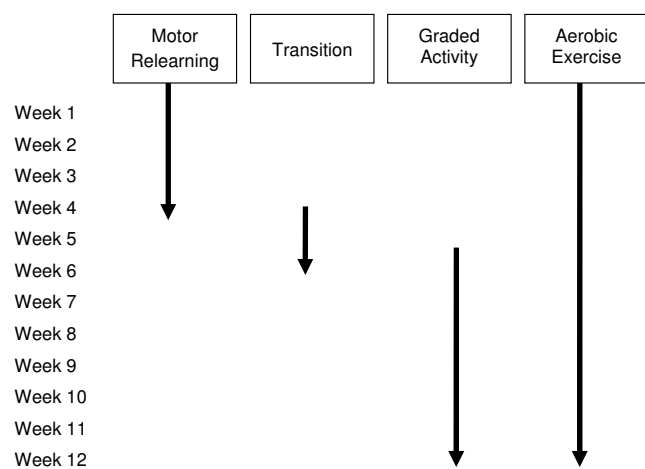 Motor
Relearning
Transition
Graded
Activity
Aerobic
Exercise
Week 1
Week 2
Week 3
Week 4
Week 5
Week 6
Week 7
Week 8
Week 9
Week 10
Week 11
Week 12